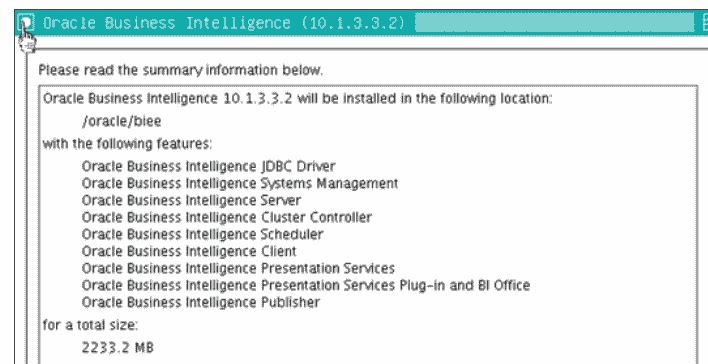 Oracle Business Intelligence (10.1.3.3.2)
Please read the summary information below.
Oracle Business Intelligence 10.1.3.3.2 will be installed in the following location:
/oracle/biee
with the following features:
Oracle Business Intelligence JDBC Driver
Oracle Business Intelligence Systems Management
Oracle Business Intelligence Server
Oracle Business Intelligence Cluster Controller
Oracle Business Intelligence Scheduler
Oracle Business Intelligence Client
Oracle Business Intelligence Presentation Services
Oracle Business Intelligence Presentation Services Plug-in and BI Office
Oracle Business Intelligence Publisher
for a total size:
2233.2 MB